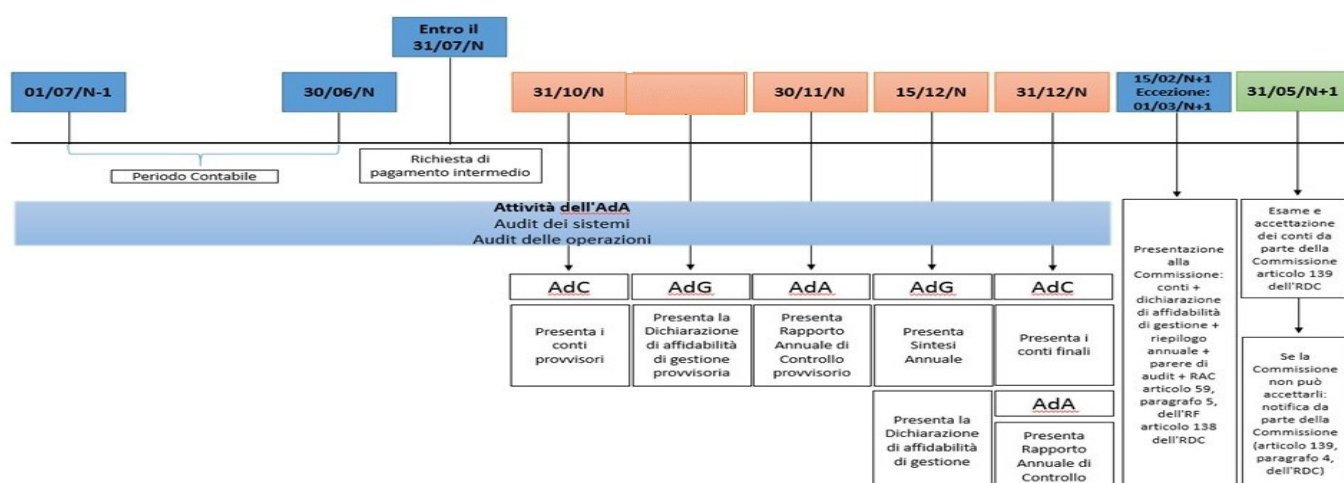 Entro il
31/07/N
01/07/N-1
30/06/N
31/10/N
30/11/N
15/12/N
31/12/N
15/02/N+1
Eccezione:
01/03/N+1
31/05/N+1
Periodo Contabile
Richiesta di
pagamento intermedio
Attività dell'AdA
Audit dei sistemi
Audit delle operazioni
AdC
Presenta i
conti
provvisori
AdG
Presenta la
Dichiarazione
di affidabilità
di gestione
provvisoria
AdA
Presenta
Rapporto
Annuale di
Controllo
provvisorio
AdG
Presenta
Sintesi
Annuale
Presenta la
Dichiarazione
di affidabilità
di gestione
AdC
Presenta i
conti finali
AdA
Presenta
Rapporto
Annuale di
Controllo
Presentazione
alla
Commissione:
conti +
dichiarazione
di affidabilità
di gestione +
riepilogo
annuale +
parere di
audit + RAC
articolo 59,
paragrafo 5,
dell'RF
articolo 138
dell'RDC
Esame e
accettazione
dei conti da
parte della
Commissione
articolo 139
dell'RDC
Se la
Commissione
non può
accettarli:
notifica da
parte della
Commissione
(articolo 139,
paragrafo 4,
dell'RDC)